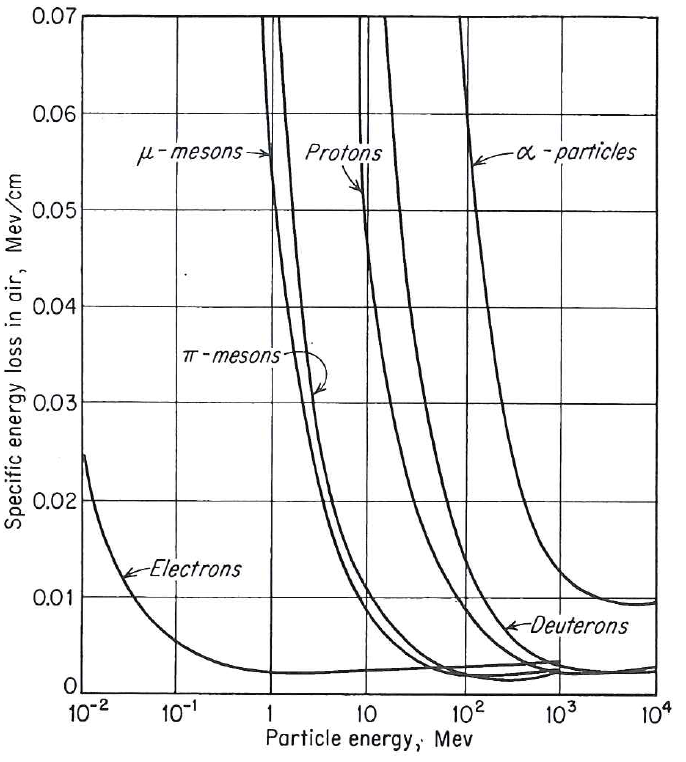 0.07
0.06
μ-mesons
Protons
α-particles
0.05
Specific energy loss in air, Mev/cm
0.04
π-mesons
0.03
0.02
Electrons
0.01
Deuterons
0
10⁻² 10⁻¹ 1 10 10² 10³ 10⁴
Particle energy, Mev